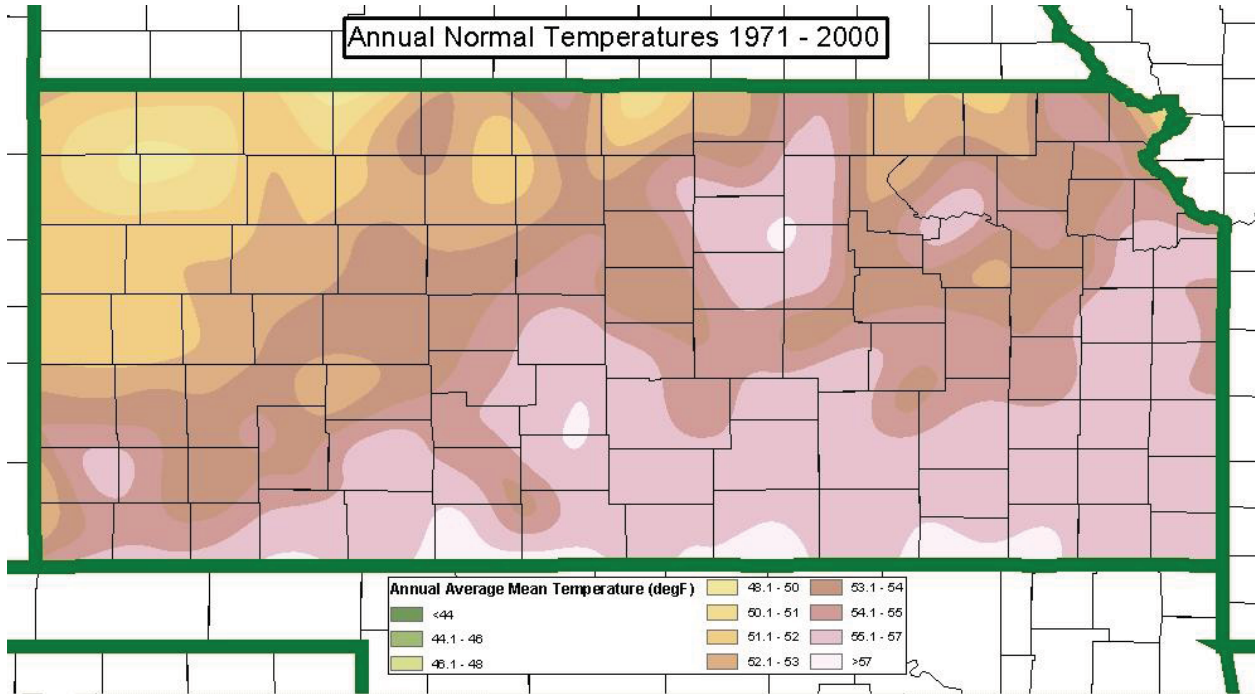 Annual Normal Temperatures 1971 - 2000
Annual Average Mean Temperature (degF)
<44
44.1 - 46
46.1 - 48
48.1 - 50
50.1 - 51
51.1 - 52
52.1 - 53
53.1 - 54
54.1 - 55
55.1 - 57
>57